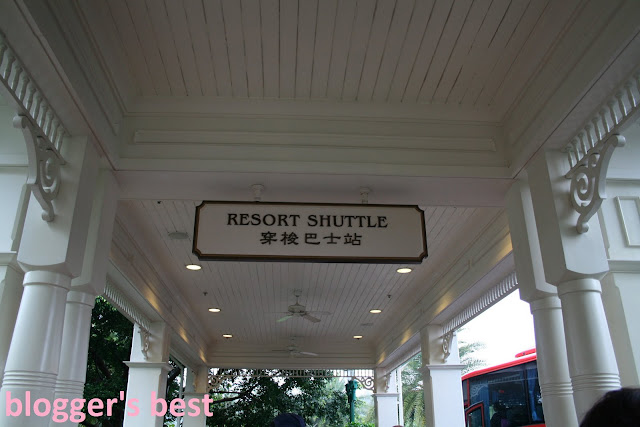 RESORT SHUTTLE
穿梭巴士站
blogger's best